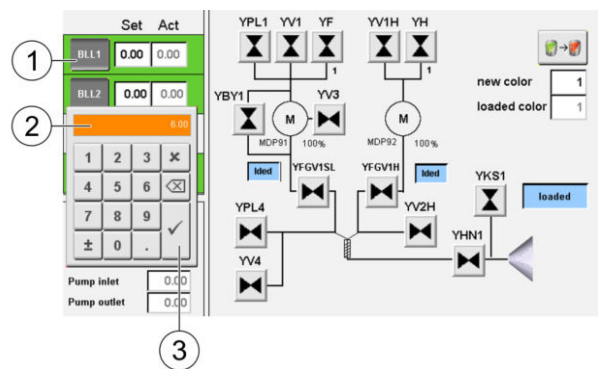 Set Act
1
BLL1 0.00 0.00
BLL2 0.00 0.00
2
6.00
1 2 3
4 5 6
7 8 9
± 0 .
Pump inlet 0.00
Pump outlet 0.00
3
YPL1 YV1 YF YV1H YH
1 1
new color 1
loaded color 1
YBY1 YV3
M M
MDP91 100% MDP92 100%
lded YFGV1SL YFGV1H lded
YKS1
loaded
YPL4 YV2H
YHN1
YV4